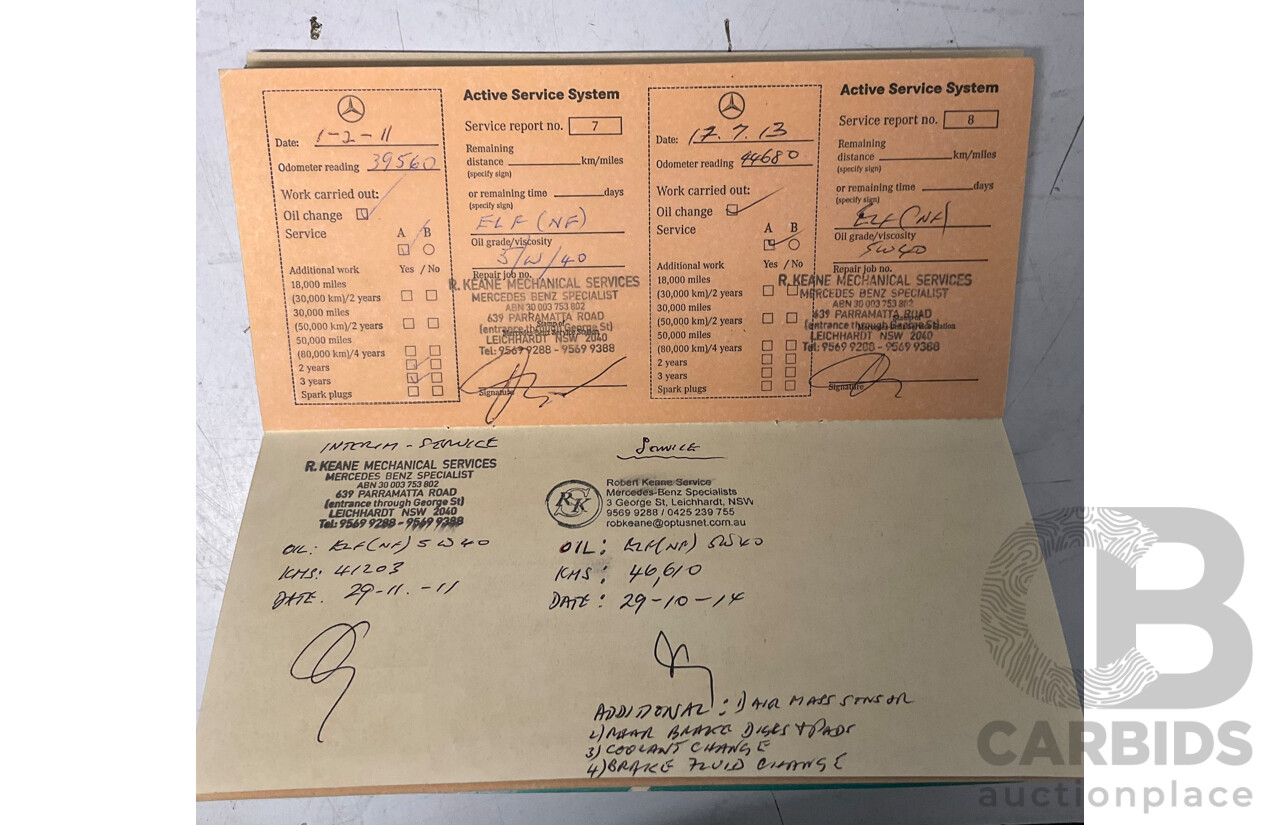 Active Service System
Service report no. 7
Date: 1-2-11
Odometer reading 39560
Work carried out:
Oil change
Service A B
Additional work Yes / No
18,000 miles
(30,000 km)/2 years
30,000 miles
(50,000 km)/2 years
50,000 miles
(80,000 km)/4 years
2 years
3 years
Spark plugs
Remaining
distance km/miles
(specify sign)
or remaining time days
(specify sign)
ELF (NF)
Oil grade/viscosity
5/W/40
Repair job no.
R. KEANE MECHANICAL SERVICES
MERCEDES BENZ SPECIALIST
ABN 30 003 753 802
639 PARRAMATTA ROAD
(entrance through George St)
LEICHHARDT NSW 2040
Tel: 9569 9288 - 9569 9388
Signature
Active Service System
Service report no. 8
Date: 17.7.13
Odometer reading 44680
Work carried out:
Oil change
Service A B
Additional work Yes / No
18,000 miles
(30,000 km)/2 years
30,000 miles
(50,000 km)/2 years
50,000 miles
(80,000 km)/4 years
2 years
3 years
Spark plugs
Remaining
distance km/miles
(specify sign)
or remaining time days
(specify sign)
ELF (NF)
Oil grade/viscosity
5W40
Repair job no.
R. KEANE MECHANICAL SERVICES
MERCEDES BENZ SPECIALIST
ABN 30 003 753 802
639 PARRAMATTA ROAD
(entrance through George St)
LEICHHARDT NSW 2040
Tel: 9569 9288 - 9569 9388
Signature
INTERIM - SERVICE
R. KEANE MECHANICAL SERVICES
MERCEDES BENZ SPECIALIST
ABN 30 003 753 802
639 PARRAMATTA ROAD
(entrance through George St)
LEICHHARDT NSW 2040
Tel: 9569 9288 - 9569 9388
OIL: ELF(NF) 5W40
KMS: 41203
DATE. 29-11.-11
SERVICE
RSK
Robert Keane Service
Mercedes-Benz Specialists
3 George St, Leichhardt, NSW
9569 9288 / 0425 239 755
robkeane@optusnet.com.au
OIL: ELF(NF) 5W40
KMS: 46,610
DATE: 29-10-14
ADDITIONAL: 1) AIR MASS SENSOR
2) REAR BRAKE DISCS & PADS
3) COOLANT CHANGE
4) BRAKE FLUID CHANGE
CB
CARBIDS
auctionplace